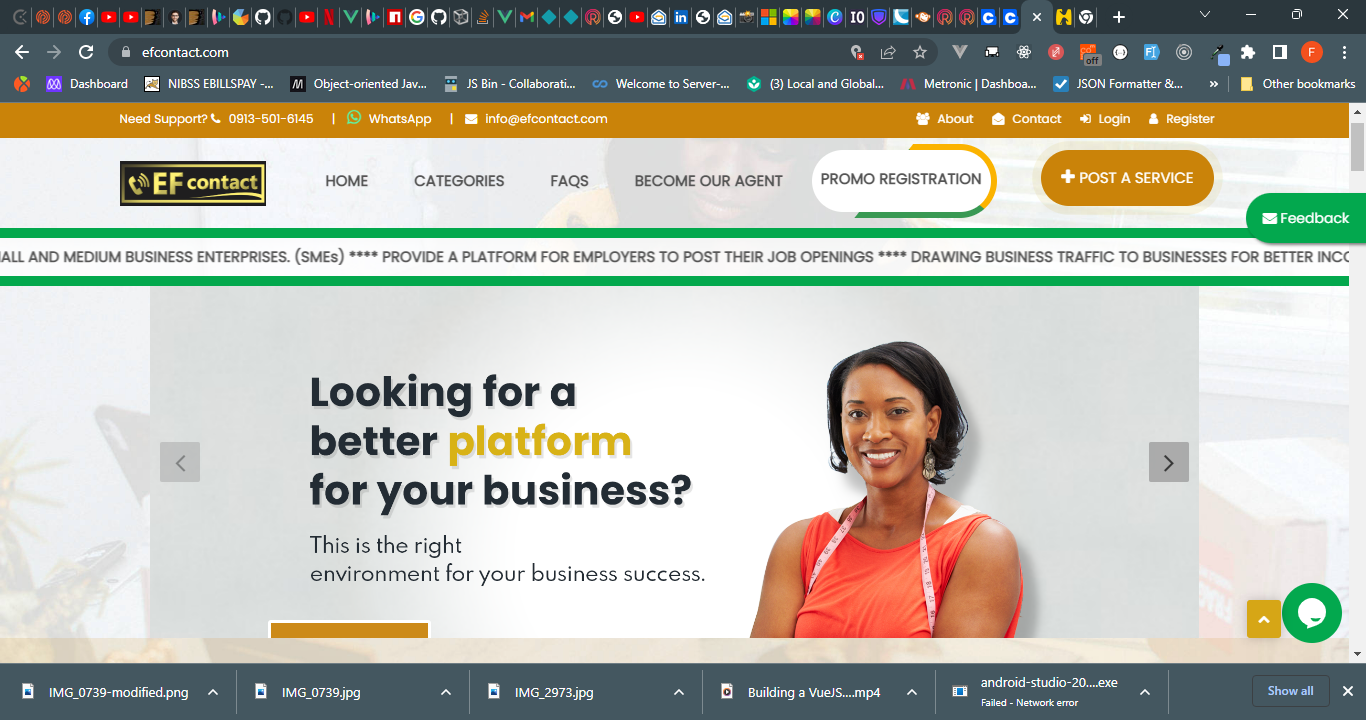 efcontact.com
off
F
Dashboard
NIBSS EBILLSPAY -...
Object-oriented Jav...
JS Bin - Collaborati...
Welcome to Server-...
(3) Local and Global...
Metronic | Dashboa...
JSON Formatter &...
»
Other bookmarks
Need Support? 0913-501-6145 | WhatsApp | info@efcontact.com
About Contact Login Register
EF contact
HOME
CATEGORIES
FAQS
BECOME OUR AGENT
PROMO REGISTRATION
POST A SERVICE
Feedback
ALL AND MEDIUM BUSINESS ENTERPRISES. (SMEs) **** PROVIDE A PLATFORM FOR EMPLOYERS TO POST THEIR JOB OPENINGS **** DRAWING BUSINESS TRAFFIC TO BUSINESSES FOR BETTER INCO
Looking for a
better platform
for your business?
This is the right
environment for your business success.
IMG_0739-modified.png
IMG_0739.jpg
IMG_2973.jpg
Building a VueJS....mp4
android-studio-20....exe
Failed - Network error
Show all